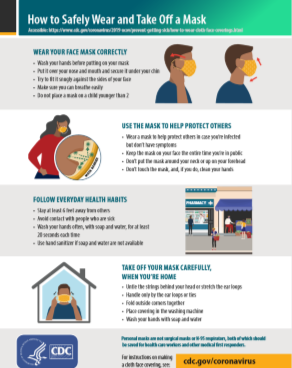 How to Safely Wear and Take Off a Mask
Accessible: https://www.cdc.gov/coronavirus/2019-ncov/prevent-getting-sick/how-to-wear-cloth-face-coverings.html
WEAR YOUR FACE MASK CORRECTLY
• Wash your hands before putting on your mask
• Put it over your nose and mouth and secure it under your chin
• Try to fit it snugly against the sides of your face
• Make sure you can breathe easily
• Do not place a mask on a child younger than 2
USE THE MASK TO HELP PROTECT OTHERS
• Wear a mask to help protect others in case you're infected
but don't have symptoms
• Keep the mask on your face the entire time you're in public
• Don't put the mask around your neck or up on your forehead
• Don't touch the mask, and, if you do, clean your hands
FOLLOW EVERYDAY HEALTH HABITS
• Stay at least 6 feet away from others
• Avoid contact with people who are sick
• Wash your hands often, with soap and water, for at least
20 seconds each time
• Use hand sanitizer if soap and water are not available
PHARMACY
TAKE OFF YOUR MASK CAREFULLY,
WHEN YOU'RE HOME
• Untie the strings behind your head or stretch the ear loops
• Handle only by the ear loops or ties
• Fold outside corners together
• Place covering in the washing machine
• Wash your hands with soap and water
CDC
Personal masks are not surgical masks or N-95 respirators, both of which should
be saved for health care workers and other medical first responders.
For instructions on making
a cloth face covering, see:
cdc.gov/coronavirus